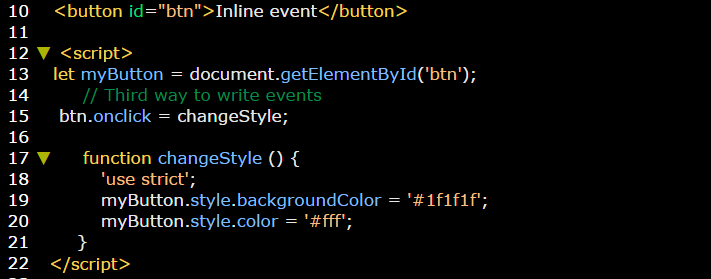 10 <button id="btn">Inline event</button>
11
12 ▼ <script>
13 let myButton = document.getElementById('btn');
14 // Third way to write events
15 btn.onclick = changeStyle;
16
17 ▼ function changeStyle () {
18 'use strict';
19 myButton.style.backgroundColor = '#1f1f1f';
20 myButton.style.color = '#fff';
21 }
22 </script>